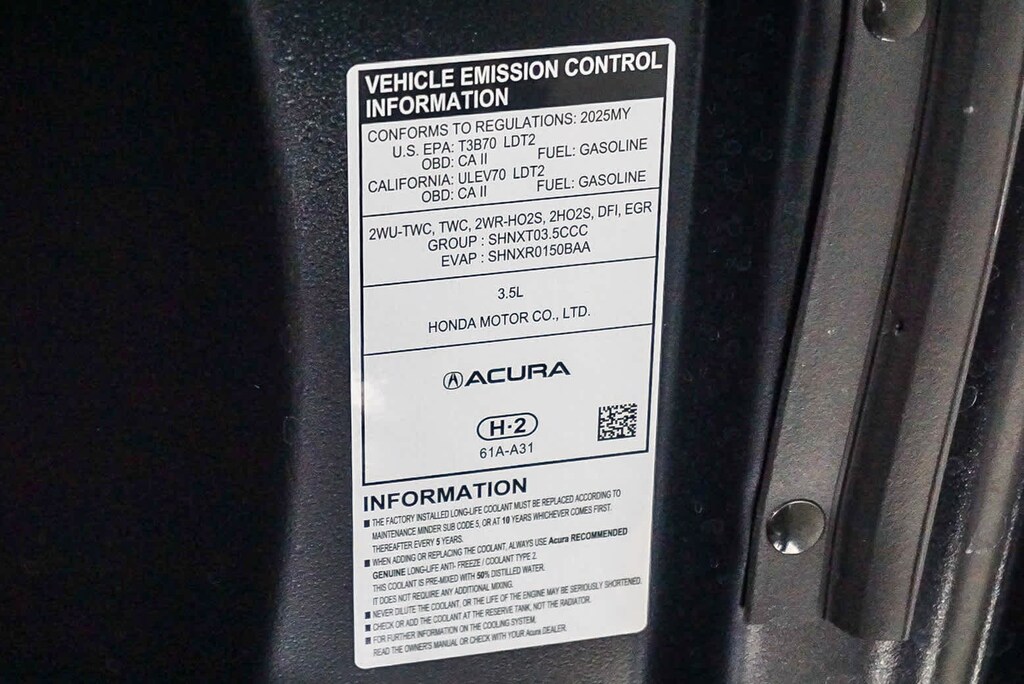 VEHICLE EMISSION CONTROL
INFORMATION
CONFORMS TO REGULATIONS: 2025MY
U.S. EPA: T3B70 LDT2
OBD: CA II FUEL: GASOLINE
CALIFORNIA: ULEV70 LDT2
OBD: CA II FUEL: GASOLINE
2WU-TWC, TWC, 2WR-HO2S, 2HO2S, DFI, EGR
GROUP : SHNXT03.5CCC
EVAP : SHNXR0150BAA
3.5L
HONDA MOTOR CO., LTD.
ACURA
H·2
61A-A31
INFORMATION
■ THE FACTORY INSTALLED LONG-LIFE COOLANT MUST BE REPLACED ACCORDING TO
MAINTENANCE MINDER SUB CODE 5, OR AT 10 YEARS WHICHEVER COMES FIRST.
THEREAFTER EVERY 5 YEARS.
■ WHEN ADDING OR REPLACING THE COOLANT, ALWAYS USE Acura RECOMMENDED
GENUINE LONG-LIFE ANTI- FREEZE / COOLANT TYPE 2.
THIS COOLANT IS PRE-MIXED WITH 50% DISTILLED WATER.
IT DOES NOT REQUIRE ANY ADDITIONAL MIXING.
■ NEVER DILUTE THE COOLANT, OR THE LIFE OF THE ENGINE MAY BE SERIOUSLY SHORTENED.
■ CHECK OR ADD THE COOLANT AT THE RESERVE TANK, NOT THE RADIATOR.
■ FOR FURTHER INFORMATION ON THE COOLING SYSTEM,
READ THE OWNER'S MANUAL OR CHECK WITH YOUR Acura DEALER.